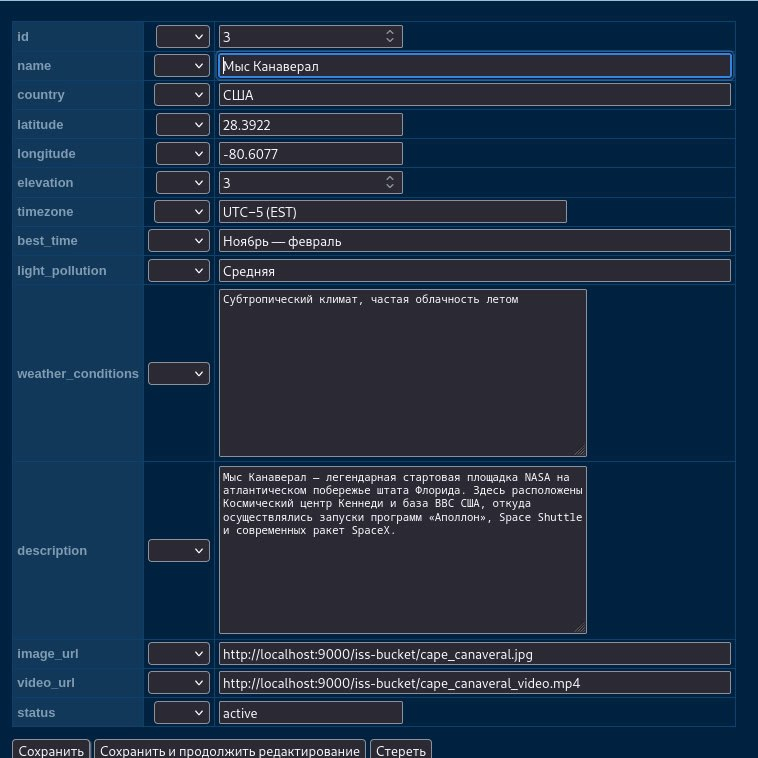 id 3
name Мыс Канаверал
country США
latitude 28.3922
longitude -80.6077
elevation 3
timezone UTC−5 (EST)
best_time Ноябрь — февраль
light_pollution Средняя
weather_conditions Субтропический климат, частая облачность летом
description Мыс Канаверал — легендарная стартовая площадка NASA на
атлантическом побережье штата Флорида. Здесь расположены
Космический центр Кеннеди и база ВВС США, откуда
осуществлялись запуски программ «Аполлон», Space Shuttle
и современных ракет SpaceX.
image_url http://localhost:9000/iss-bucket/cape_canaveral.jpg
video_url http://localhost:9000/iss-bucket/cape_canaveral_video.mp4
status active
Сохранить Сохранить и продолжить редактирование Стереть